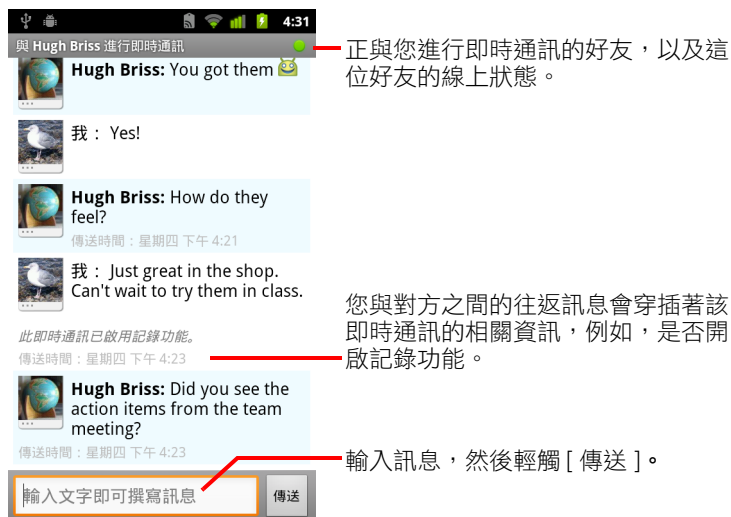 4:31
與 Hugh Briss 進行即時通訊
Hugh Briss: You got them
我： Yes!
Hugh Briss: How do they
feel?
傳送時間：星期四 下午 4:21
我： Just great in the shop.
Can't wait to try them in class.
此即時通訊已啟用記錄功能。
傳送時間：星期四 下午 4:23
Hugh Briss: Did you see the
action items from the team
meeting?
傳送時間：星期四 下午 4:23
輸入文字即可撰寫訊息
傳送
正與您進行即時通訊的好友，以及這
位好友的線上狀態。
您與對方之間的往返訊息會穿插著該
即時通訊的相關資訊，例如，是否開
啟記錄功能。
輸入訊息，然後輕觸 [ 傳送 ]。